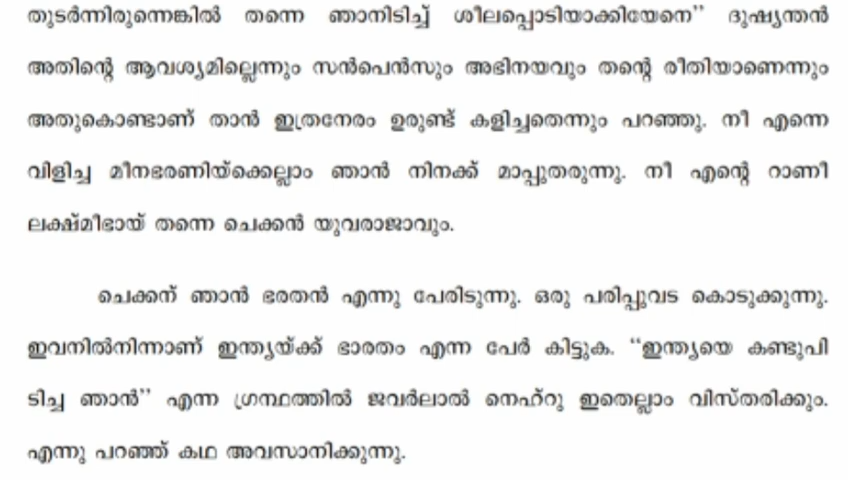 തുടർന്നിരുന്നെങ്കിൽ തന്നെ ഞാനിടിച്ച് ശീലപ്പൊടിയാക്കിയേനെ” ദുഷ്യന്തൻ
അതിന്റെ ആവശ്യമില്ലെന്നും സൻപെൻസും അഭിനയവും തന്റെ രീതിയാണെന്നും
അതുകൊണ്ടാണ് താൻ ഇത്രനേരം ഉരുണ്ട് കളിച്ചതെന്നും പറഞ്ഞു. നീ എന്നെ
വിളിച്ച മീനഭരണിയ്ക്കെല്ലാം ഞാൻ നിനക്ക് മാപ്പുതരുന്നു. നീ എന്റെ റാണീ
ലക്ഷ്മീഭായ് തന്നെ ചെക്കൻ യുവരാജാവും.
ചെക്കന് ഞാൻ ഭരതൻ എന്നു പേരിടുന്നു. ഒരു പരിപ്പുവട കൊടുക്കുന്നു.
ഇവനിൽനിന്നാണ് ഇന്ത്യയ്ക്ക് ഭാരതം എന്ന പേർ കിട്ടുക. “ഇന്ത്യയെ കണ്ടുപി
ടിച്ച ഞാൻ” എന്ന ഗ്രന്ഥത്തിൽ ജവർലാൽ നെഹ്റു ഇതെല്ലാം വിസ്തരിക്കും.
എന്നു പറഞ്ഞ് കഥ അവസാനിക്കുന്നു.